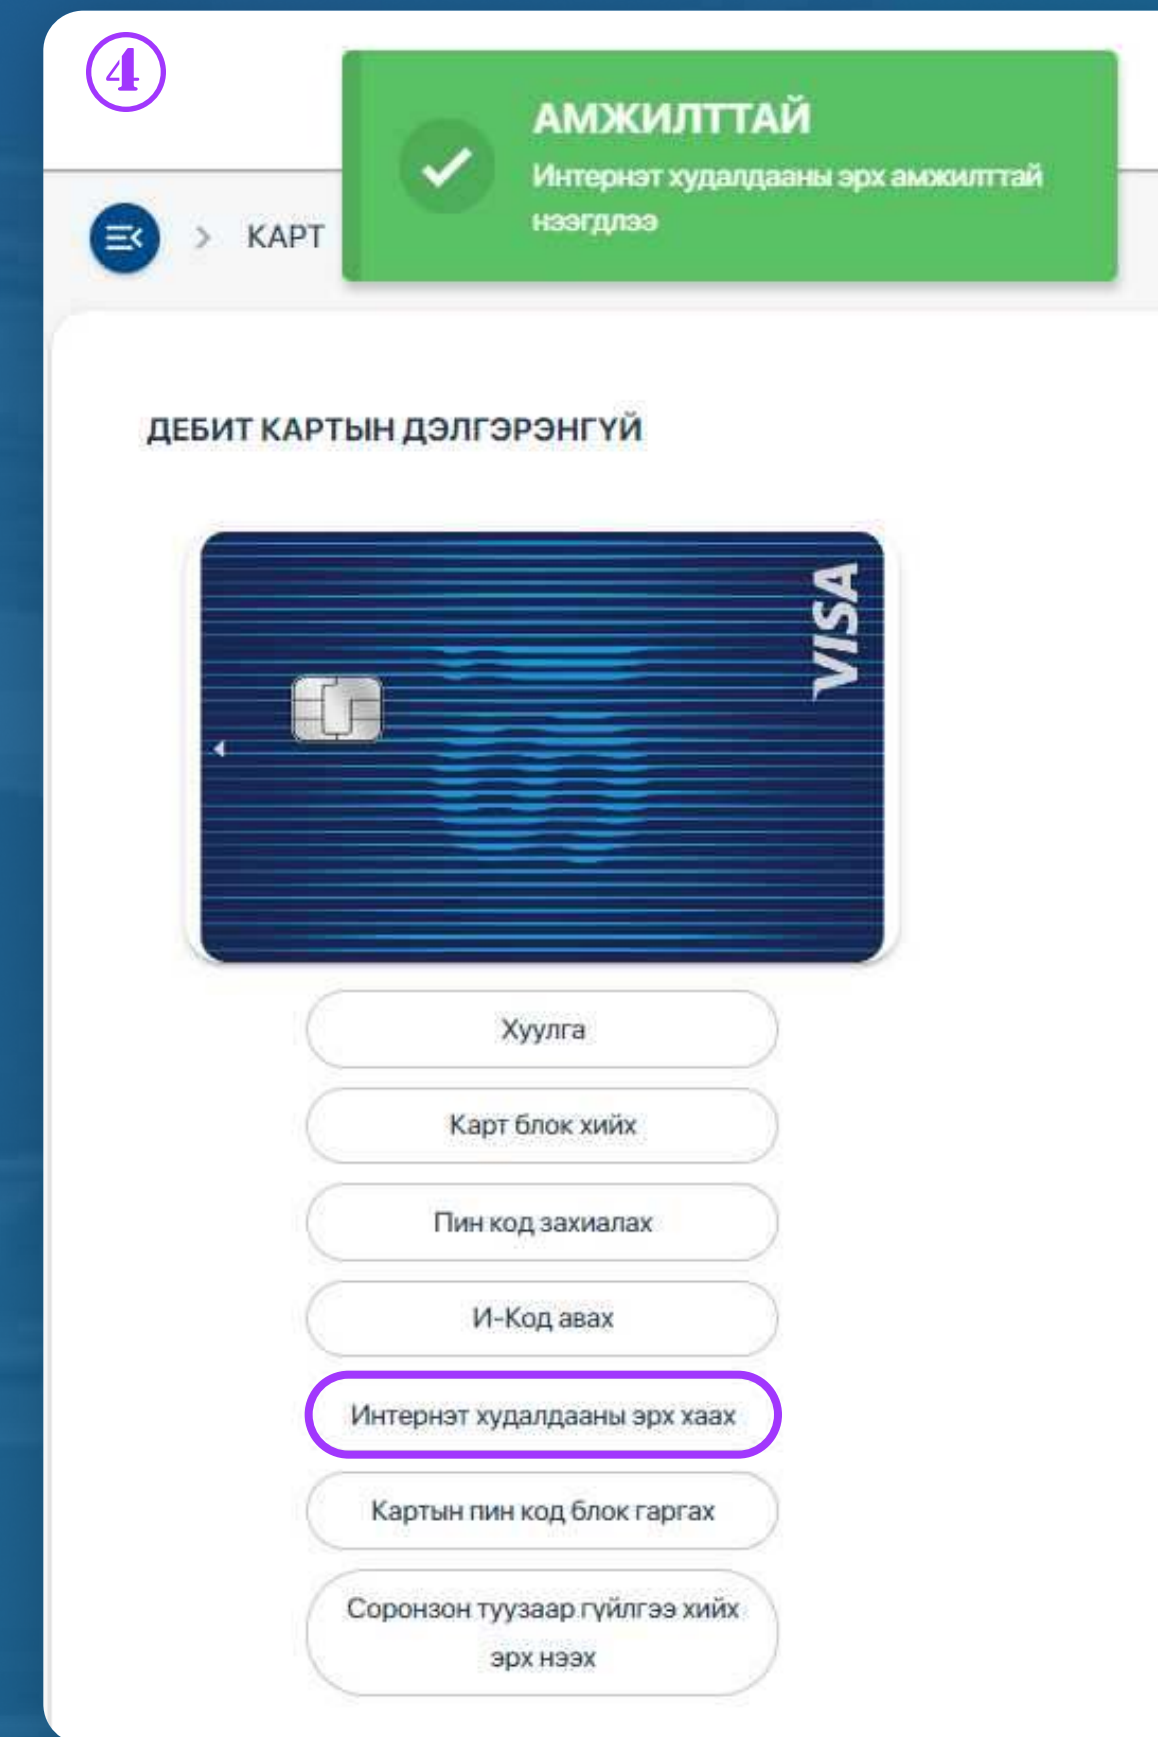 4
АМЖИЛТТАЙ
Интернэт худалдааны эрх амжилттай
нээгдлээ
> КАРТ
ДЕБИТ КАРТЫН ДЭЛГЭРЭНГҮЙ
VISA
Хуулга
Карт блок хийх
Пин код захиалах
И-Код авах
Интернэт худалдааны эрх хаах
Картын пин код блок гаргах
Соронзон туузаар гүйлгээ хийх
эрх нээх